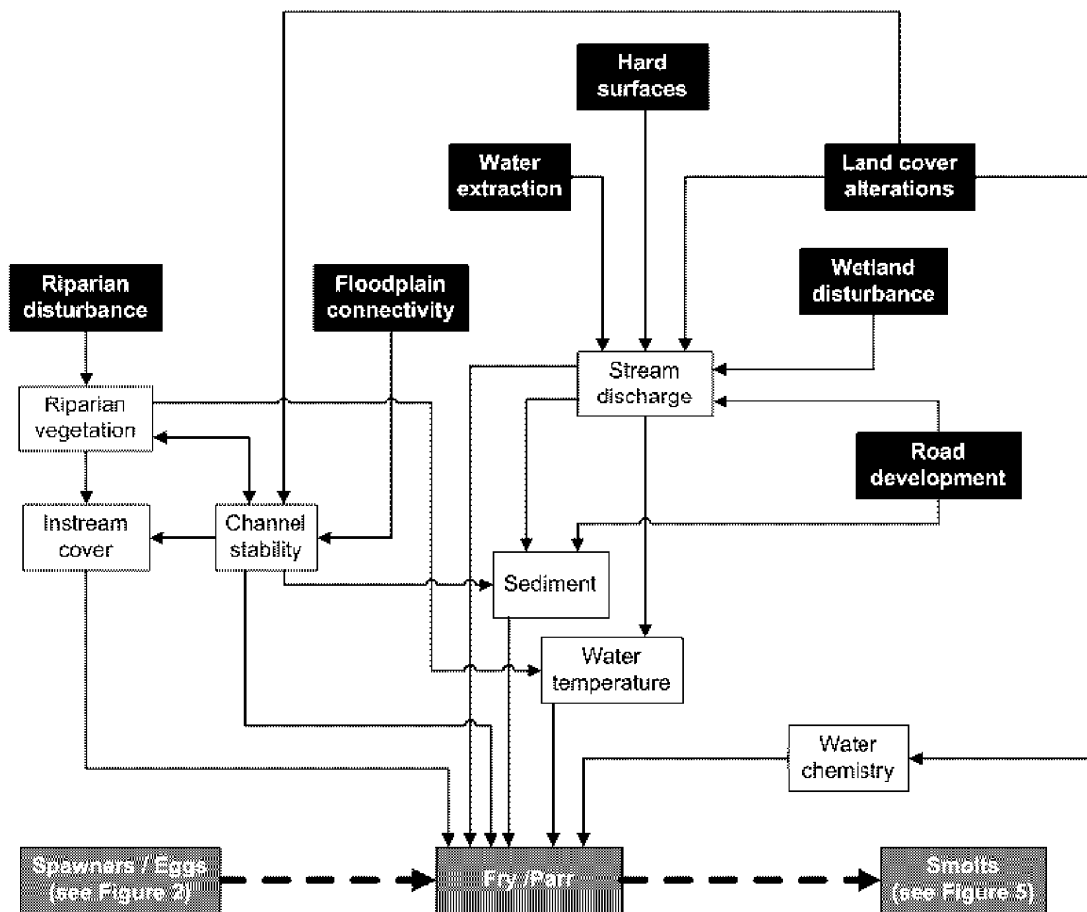 Hard
surfaces
Water
extraction
Land cover
alterations
Wetland
disturbance
Riparian
disturbance
Floodplain
connectivity
Stream
discharge
Riparian
vegetation
Road
development
Instream
cover
Channel
stability
Sediment
Water
temperature
Water
chemistry
Spawners / Eggs
(see Figure 2)
Fry /Parr
Smolts
(see Figure 5)